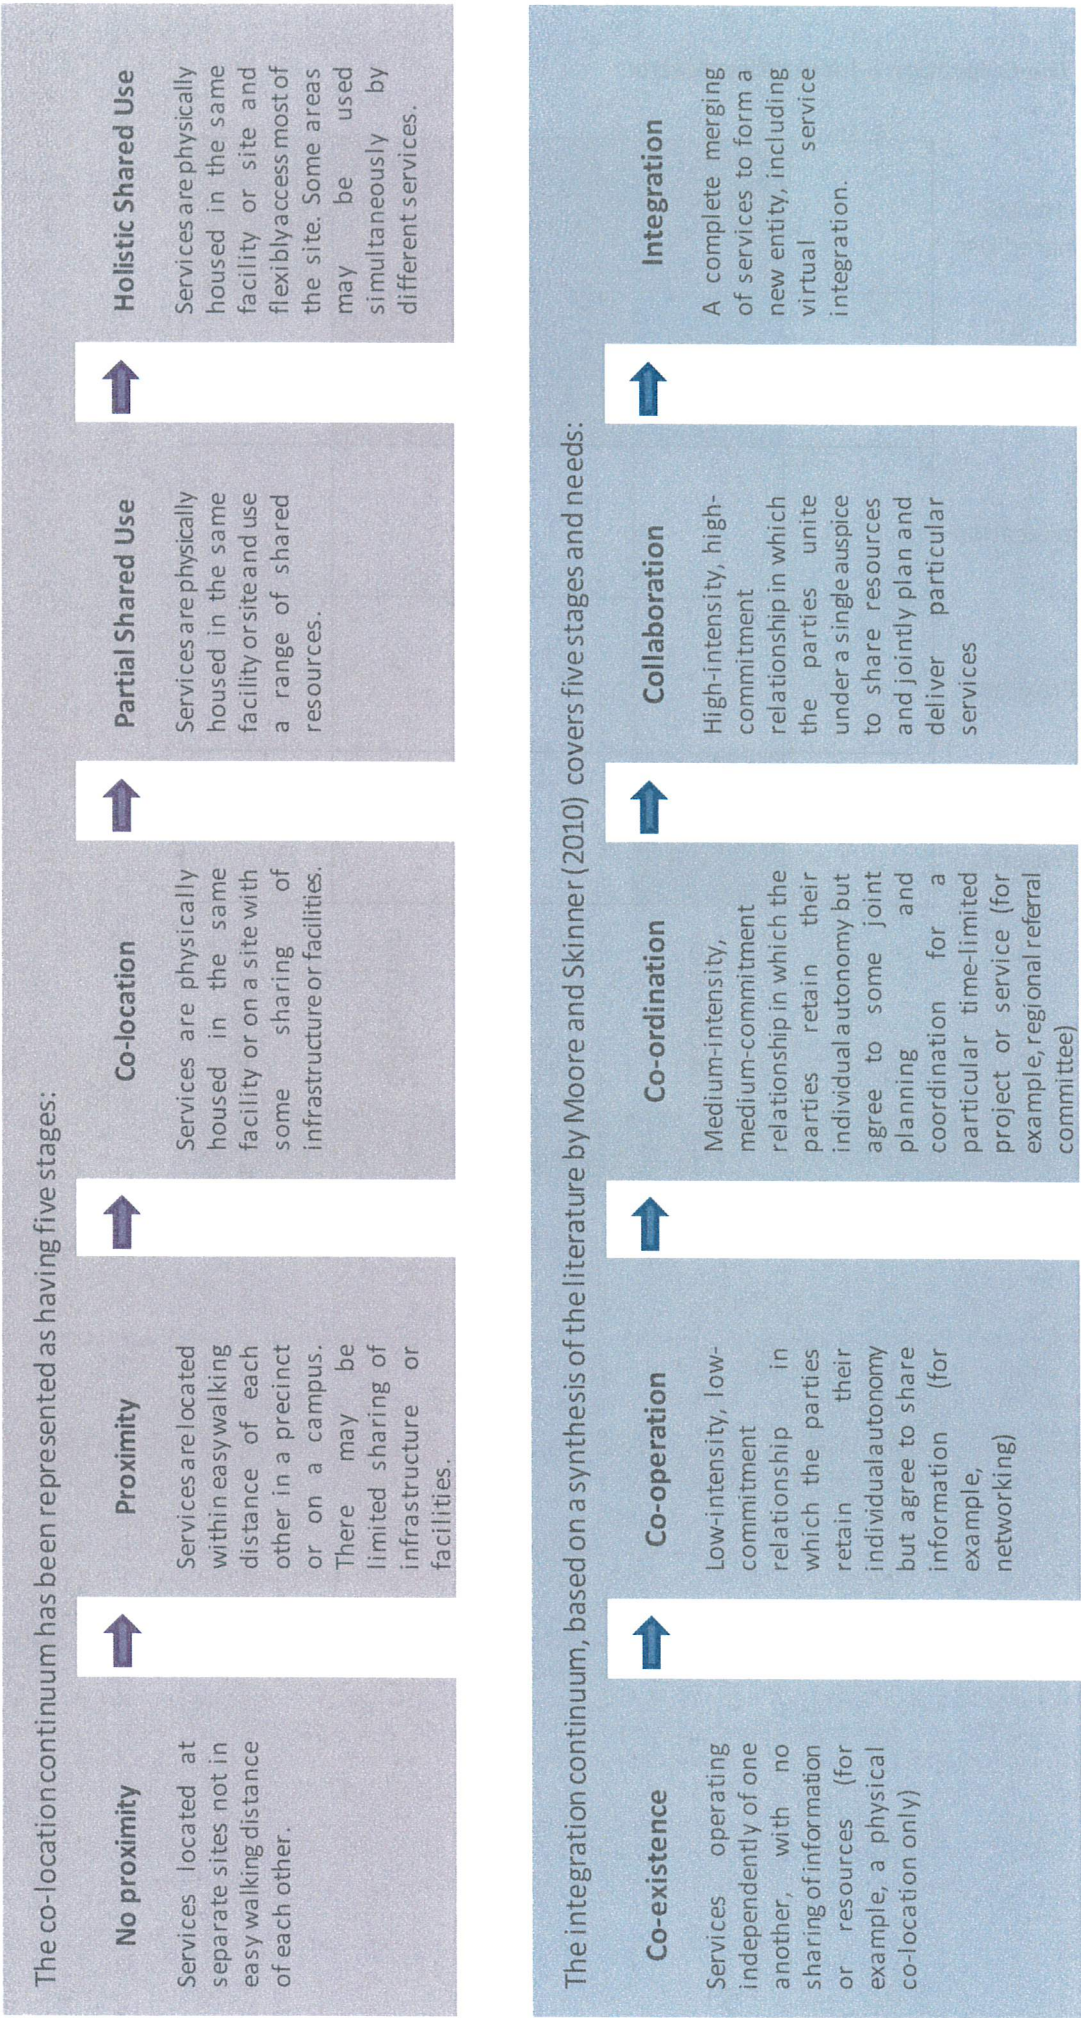 The co-location continuum has been represented as having five stages:
No proximity
Services located at
separate sites not in
easy walking distance
of each other.
Proximity
Services are located
within easy walking
distance of each
other in a precinct
or on a campus.
There may be
limited sharing of
infrastructure or
facilities.
Co-location
Services are physically
housed in the same
facility or on a site with
some sharing of
infrastructure or facilities.
Partial Shared Use
Services are physically
housed in the same
facility or site and use
a range of shared
resources.
Holistic Shared Use
Services are physically
housed in the same
facility or site and
flexibly access most of
the site. Some areas
may be used
simultaneously by
different services.
The integration continuum, based on a synthesis of the literature by Moore and Skinner (2010) covers five stages and needs:
Co-existence
Services operating
independently of one
another, with no
sharing of information
or resources (for
example, a physical
co-location only)
Co-operation
Low-intensity, low-
commitment
relationship in
which the parties
retain their
individual autonomy
but agree to share
information (for
example,
networking)
Co-ordination
Medium-intensity,
medium-commitment
relationship in which the
parties retain their
individual autonomy but
agree to some joint
planning and
coordination for a
particular time-limited
project or service (for
example, regional referral
committee)
Collaboration
High-intensity, high-
commitment
relationship in which
the parties unite
under a single auspice
to share resources
and jointly plan and
deliver particular
services
Integration
A complete merging
of services to form a
new entity, including
virtual service
integration.